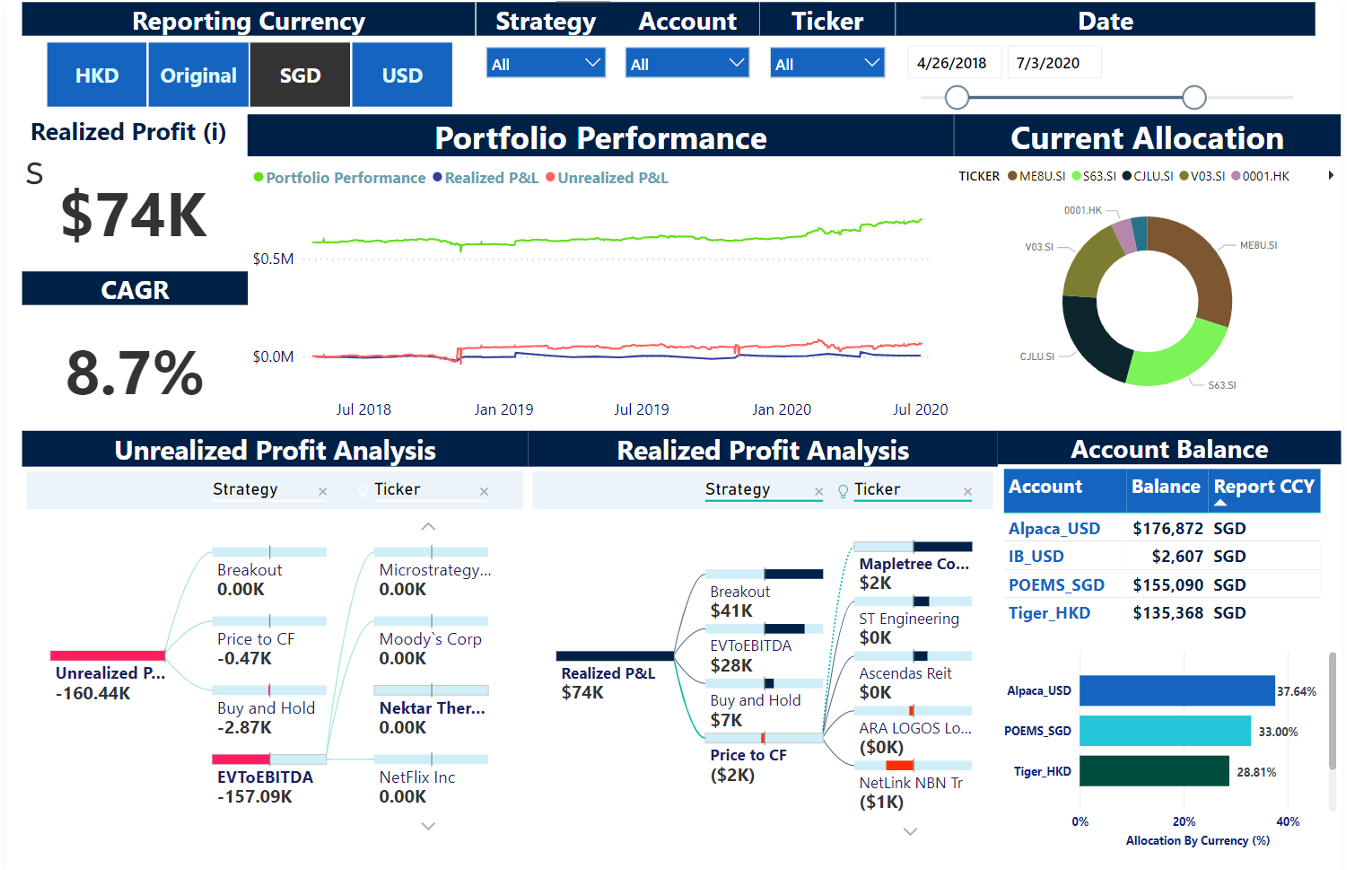 Reporting Currency
Strategy
Account
Ticker
Date
HKD
Original
SGD
USD
All
All
All
4/26/2018
7/3/2020
Realized Profit (i)
S
$74K
CAGR
8.7%
Portfolio Performance
Portfolio Performance Realized P&L Unrealized P&L
$0.5M
$0.0M
Jul 2018 Jan 2019 Jul 2019 Jan 2020 Jul 2020
Current Allocation
TICKER ME8U.SI S63.SI CJLU.SI V03.SI 0001.HK
0001.HK
V03.SI
ME8U.SI
CJLU.SI
S63.SI
Unrealized Profit Analysis
Strategy
Ticker
Unrealized P...
-160.44K
Breakout
0.00K
Price to CF
-0.47K
Buy and Hold
-2.87K
EVToEBITDA
-157.09K
Microstrategy...
0.00K
Moody`s Corp
0.00K
Nektar Ther...
0.00K
NetFlix Inc
0.00K
Realized Profit Analysis
Strategy
Ticker
Realized P&L
$74K
Breakout
$41K
EVToEBITDA
$28K
Buy and Hold
$7K
Price to CF
($2K)
Mapletree Co...
$2K
ST Engineering
$0K
Ascendas Reit
$0K
ARA LOGOS Lo...
($0K)
NetLink NBN Tr
($1K)
Account Balance
Account Balance Report CCY
Alpaca_USD $176,872 SGD
IB_USD $2,607 SGD
POEMS_SGD $155,090 SGD
Tiger_HKD $135,368 SGD
Alpaca_USD 37.64%
POEMS_SGD 33.00%
Tiger_HKD 28.81%
0% 20% 40%
Allocation By Currency (%)